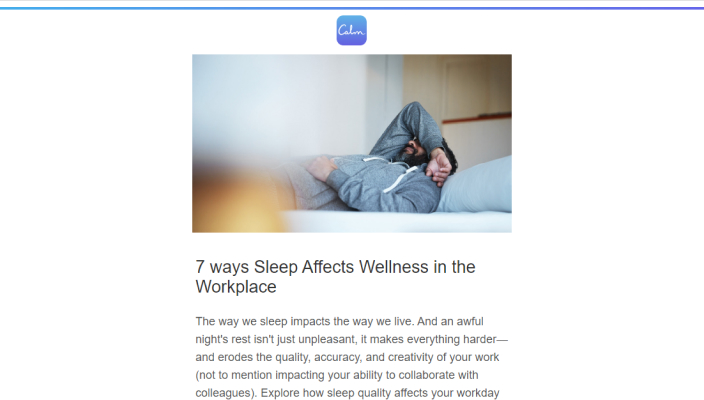 Calm
7 ways Sleep Affects Wellness in the
Workplace
The way we sleep impacts the way we live. And an awful
night's rest isn't just unpleasant, it makes everything harder—
and erodes the quality, accuracy, and creativity of your work
(not to mention impacting your ability to collaborate with
colleagues). Explore how sleep quality affects your workday